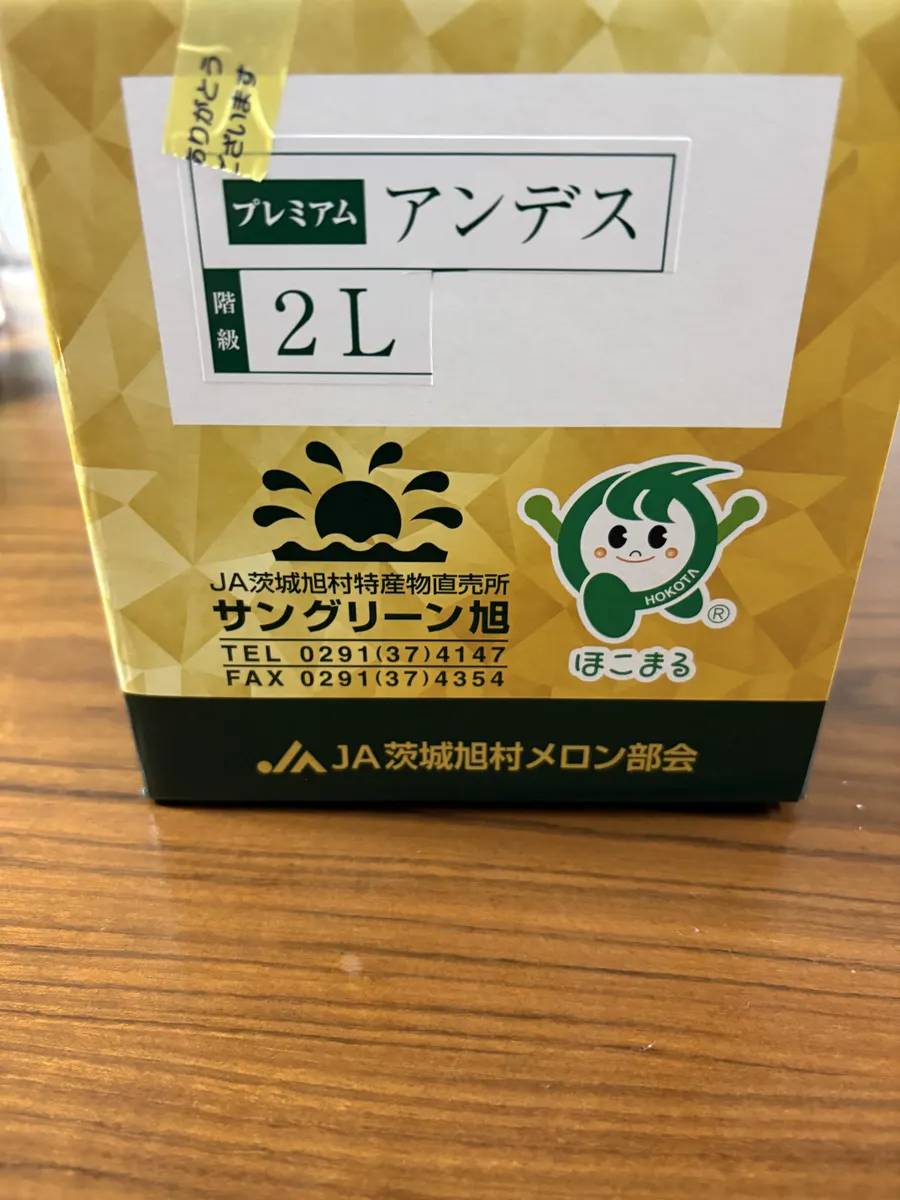 ありがとう
ございます
プレミアム アンデス
階級 2L
JA茨城旭村特産物直売所
サングリーン旭
TEL 0291(37)4147
FAX 0291(37)4354
HOKOTA
®
ほこまる
JA JA茨城旭村メロン部会